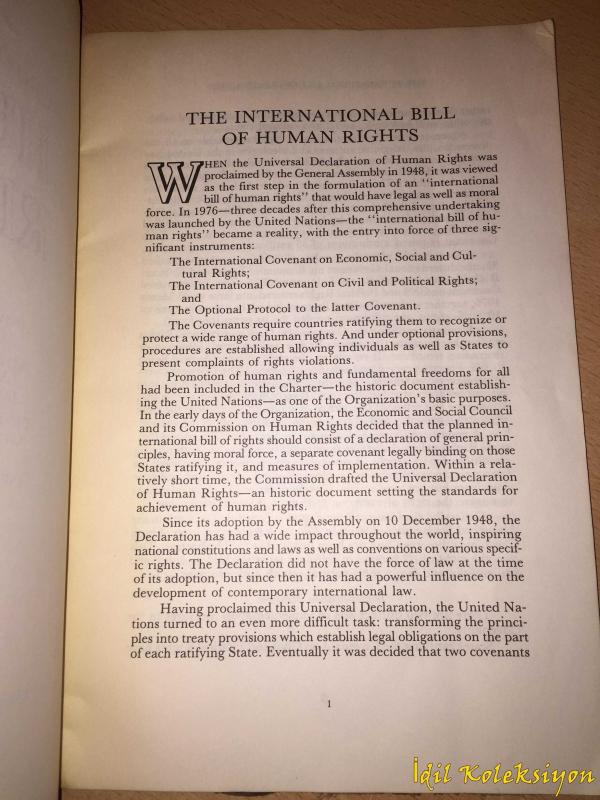 THE INTERNATIONAL BILL
OF HUMAN RIGHTS
WHEN the Universal Declaration of Human Rights was
proclaimed by the General Assembly in 1948, it was viewed
as the first step in the formulation of an “international
bill of human rights” that would have legal as well as moral
force. In 1976—three decades after this comprehensive undertaking
was launched by the United Nations—the “international bill of hu-
man rights” became a reality, with the entry into force of three sig-
nificant instruments:
The International Covenant on Economic, Social and Cul-
tural Rights;
The International Covenant on Civil and Political Rights;
and
The Optional Protocol to the latter Covenant.
The Covenants require countries ratifying them to recognize or
protect a wide range of human rights. And under optional provisions,
procedures are established allowing individuals as well as States to
present complaints of rights violations.
Promotion of human rights and fundamental freedoms for all
had been included in the Charter—the historic document establish-
ing the United Nations—as one of the Organization's basic purposes.
In the early days of the Organization, the Economic and Social Council
and its Commission on Human Rights decided that the planned in-
ternational bill of rights should consist of a declaration of general prin-
ciples, having moral force, a separate covenant legally binding on those
States ratifying it, and measures of implementation. Within a rela-
tively short time, the Commission drafted the Universal Declaration
of Human Rights—an historic document setting the standards for
achievement of human rights.
Since its adoption by the Assembly on 10 December 1948, the
Declaration has had a wide impact throughout the world, inspiring
national constitutions and laws as well as conventions on various specif-
ic rights. The Declaration did not have the force of law at the time
of its adoption, but since then it has had a powerful influence on the
development of contemporary international law.
Having proclaimed this Universal Declaration, the United Na-
tions turned to an even more difficult task: transforming the princi-
ples into treaty provisions which establish legal obligations on the part
of each ratifying State. Eventually it was decided that two covenants
1
İdil Koleksiyon